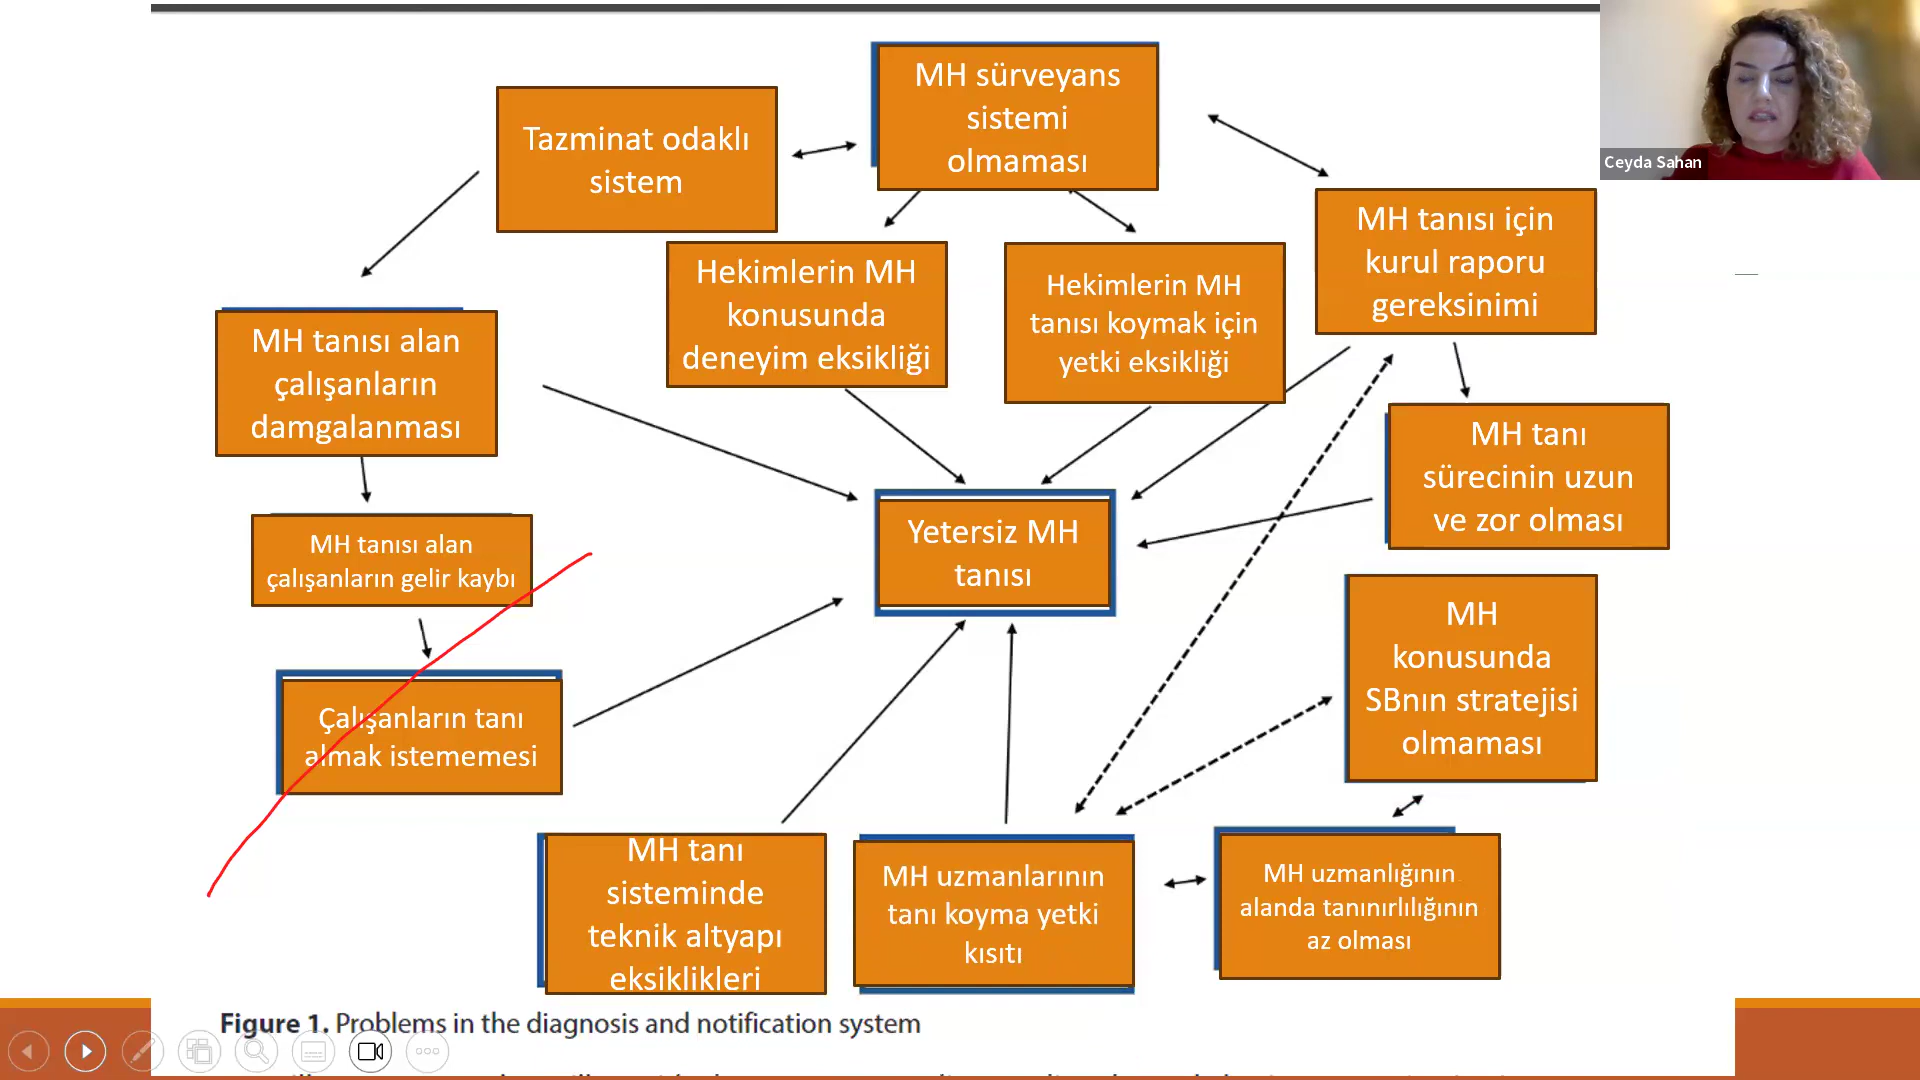 MH sürveyans
sistemi
olmaması
Tazminat odaklı
sistem
Ceyda Sahan
MH tanısı için
kurul raporu
gereksinimi
Hekimlerin MH
konusunda
deneyim eksikliği
Hekimlerin MH
tanısı koymak için
yetki eksikliği
MH tanısı alan
çalışanların
damgalanması
MH tanı
sürecinin uzun
ve zor olması
Yetersiz MH
tanısı
MH tanısı alan
çalışanların gelir kaybı
MH
konusunda
SBnın stratejisi
olmaması
Çalışanların tanı
almak istememesi
MH tanı
sisteminde
teknik altyapı
eksiklikleri
MH uzmanlarının
tanı koyma yetki
kısıtı
MH uzmanlığının
alanda tanınırlılığının
az olması
Figure 1. Problems in the diagnosis and notification system